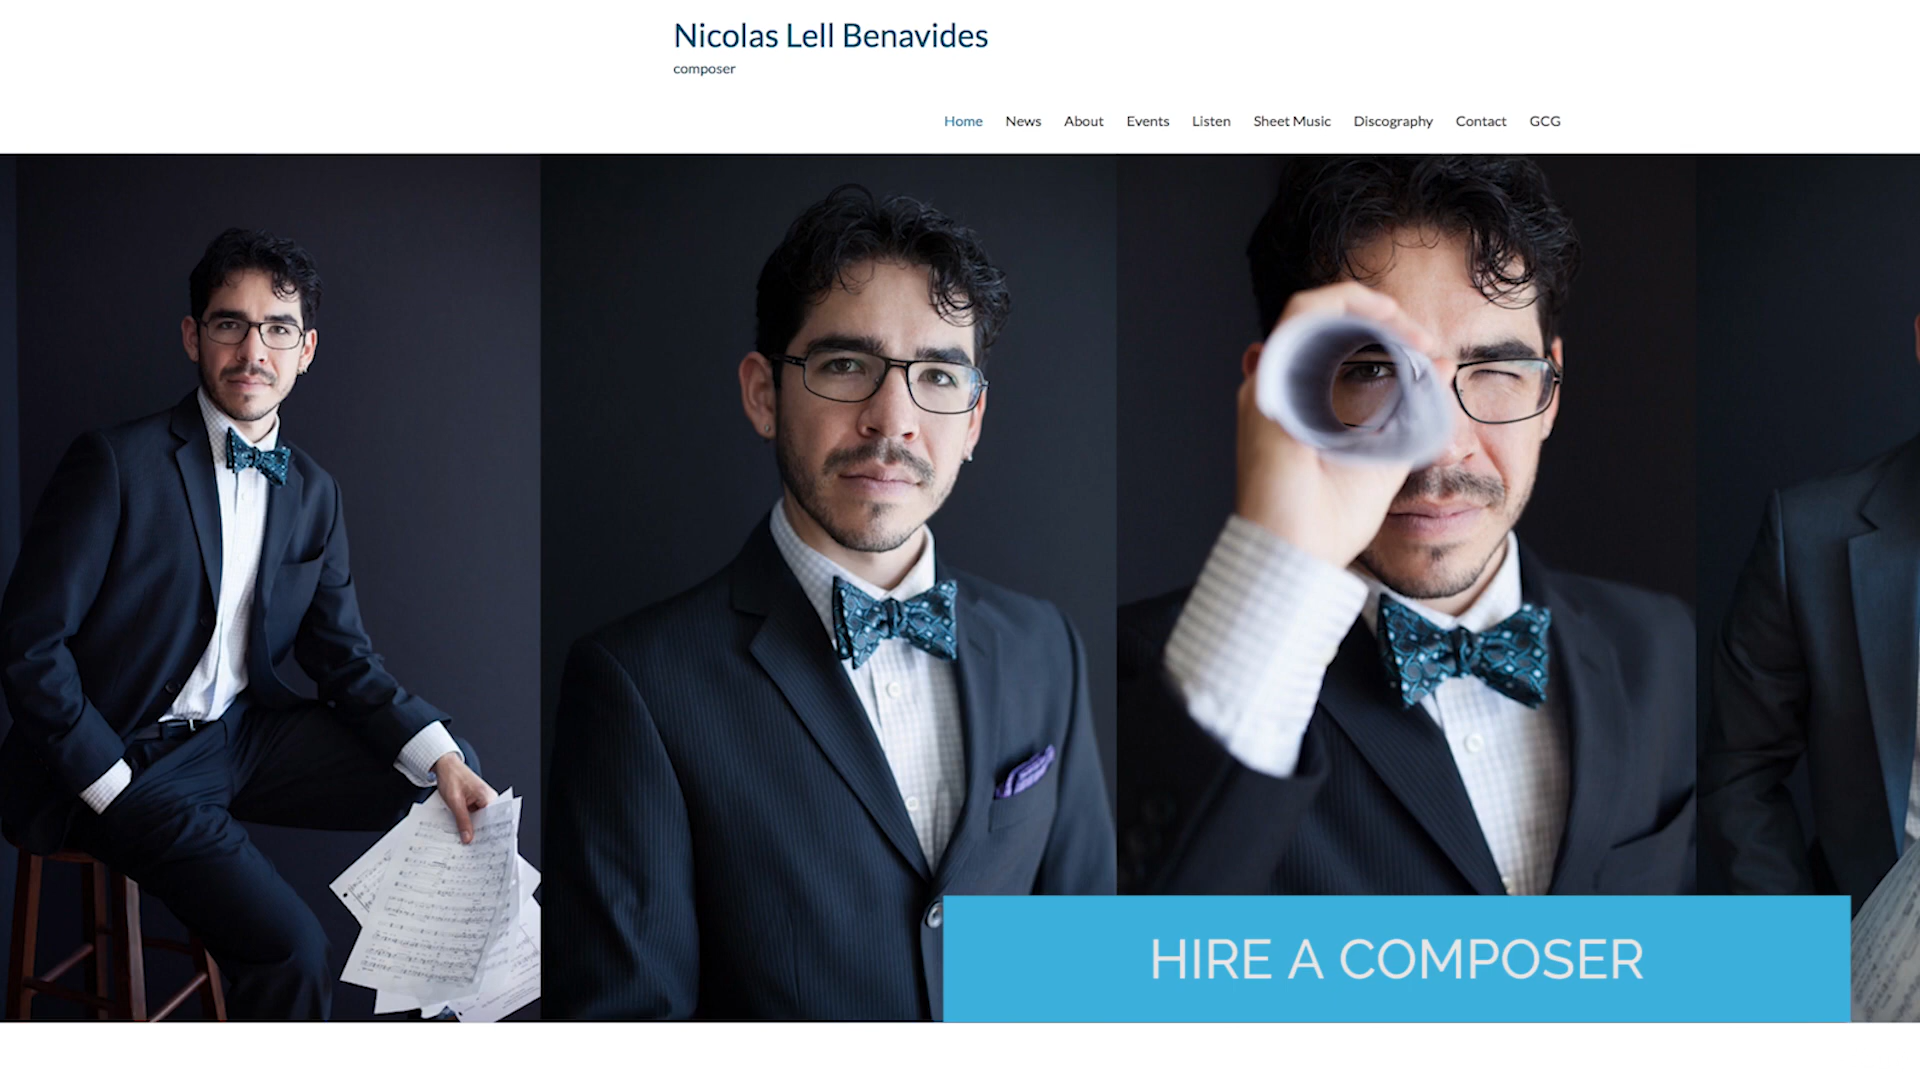 Nicolas Lell Benavides
composer
Home News About Events Listen Sheet Music Discography Contact GCG
HIRE A COMPOSER